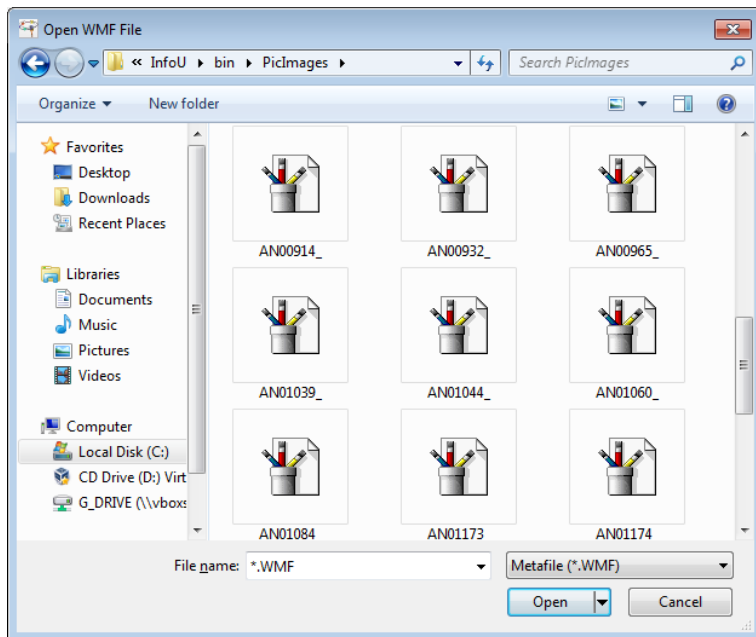 Open WMF File
« InfoU bin PicImages
Search PicImages
Organize New folder
Favorites
Desktop
Downloads
Recent Places
Libraries
Documents
Music
Pictures
Videos
Computer
Local Disk (C:)
CD Drive (D:) Virt
G_DRIVE (\\vboxs
AN00914_ AN00932_ AN00965_
AN01039_ AN01044_ AN01060_
AN01084 AN01173 AN01174
File name: *.WMF Metafile (*.WMF)
Open Cancel